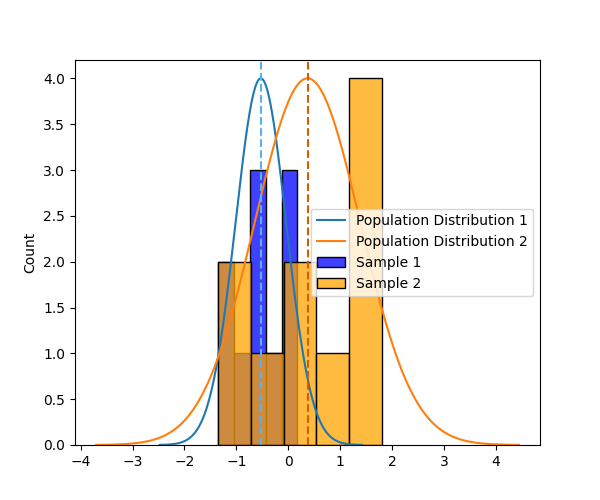 4.0
3.5
3.0
2.5
2.0
1.5
1.0
0.5
0.0
Count
Population Distribution 1
Population Distribution 2
Sample 1
Sample 2
−4 −3 −2 −1 0 1 2 3 4